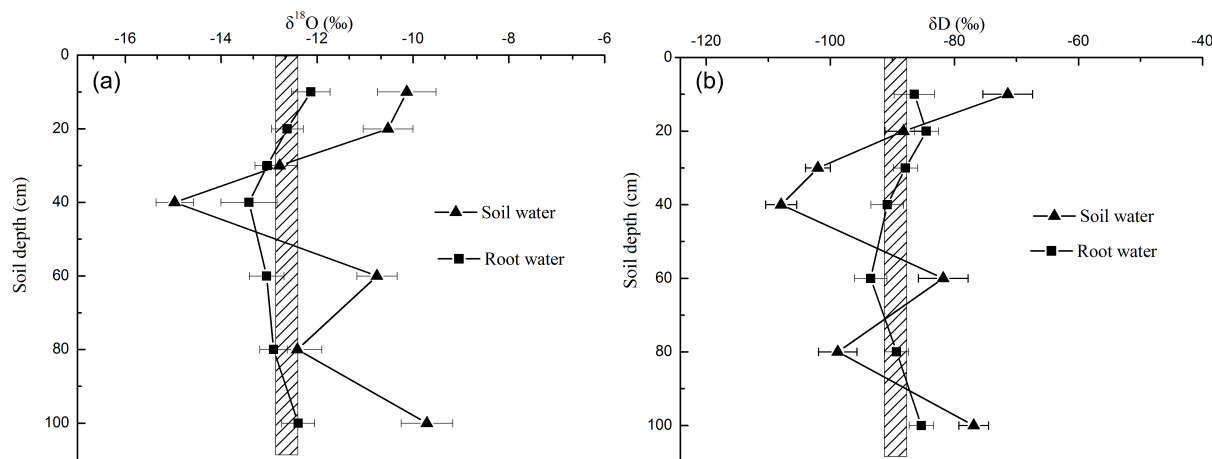 δ¹⁸O (‰)
-16 -14 -12 -10 -8 -6
0
20
40
60
80
100
Soil depth (cm)
(a)
Soil water
Root water
δD (‰)
-120 -100 -80 -60 -40
0
20
40
60
80
100
Soil depth (cm)
(b)
Soil water
Root water